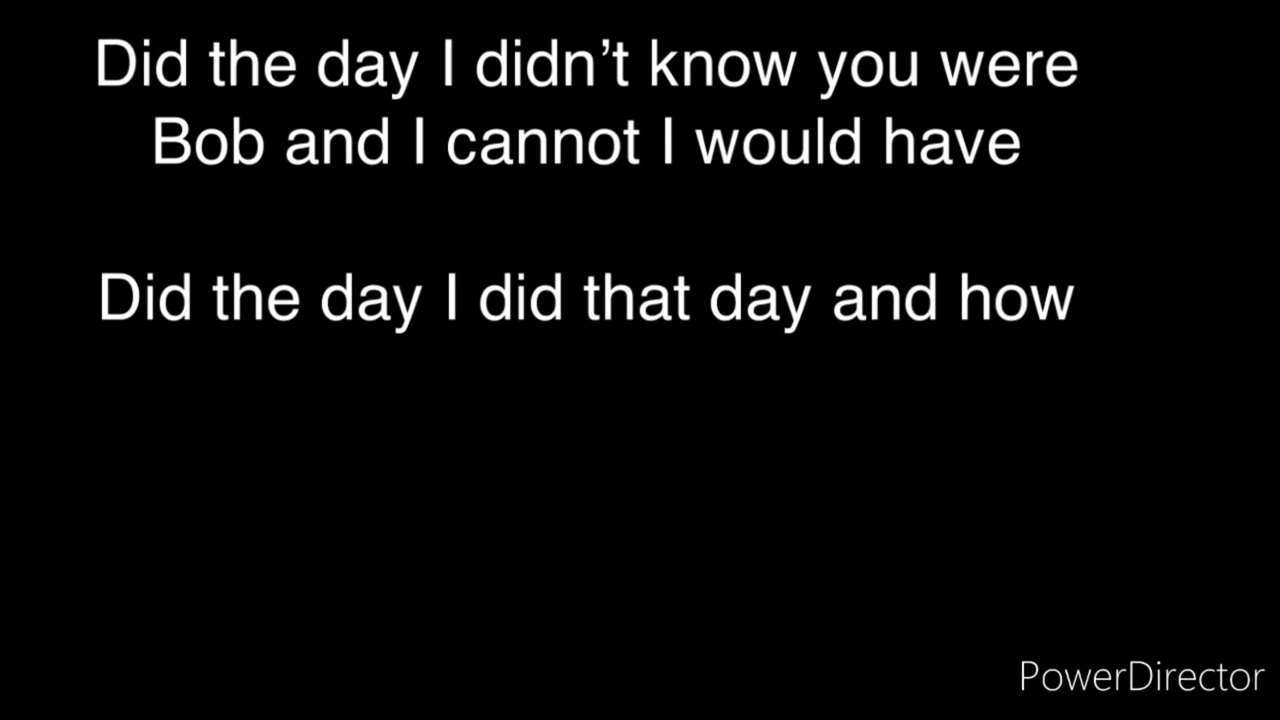 Did the day I didn’t know you were
Bob and I cannot I would have
Did the day I did that day and how
PowerDirector